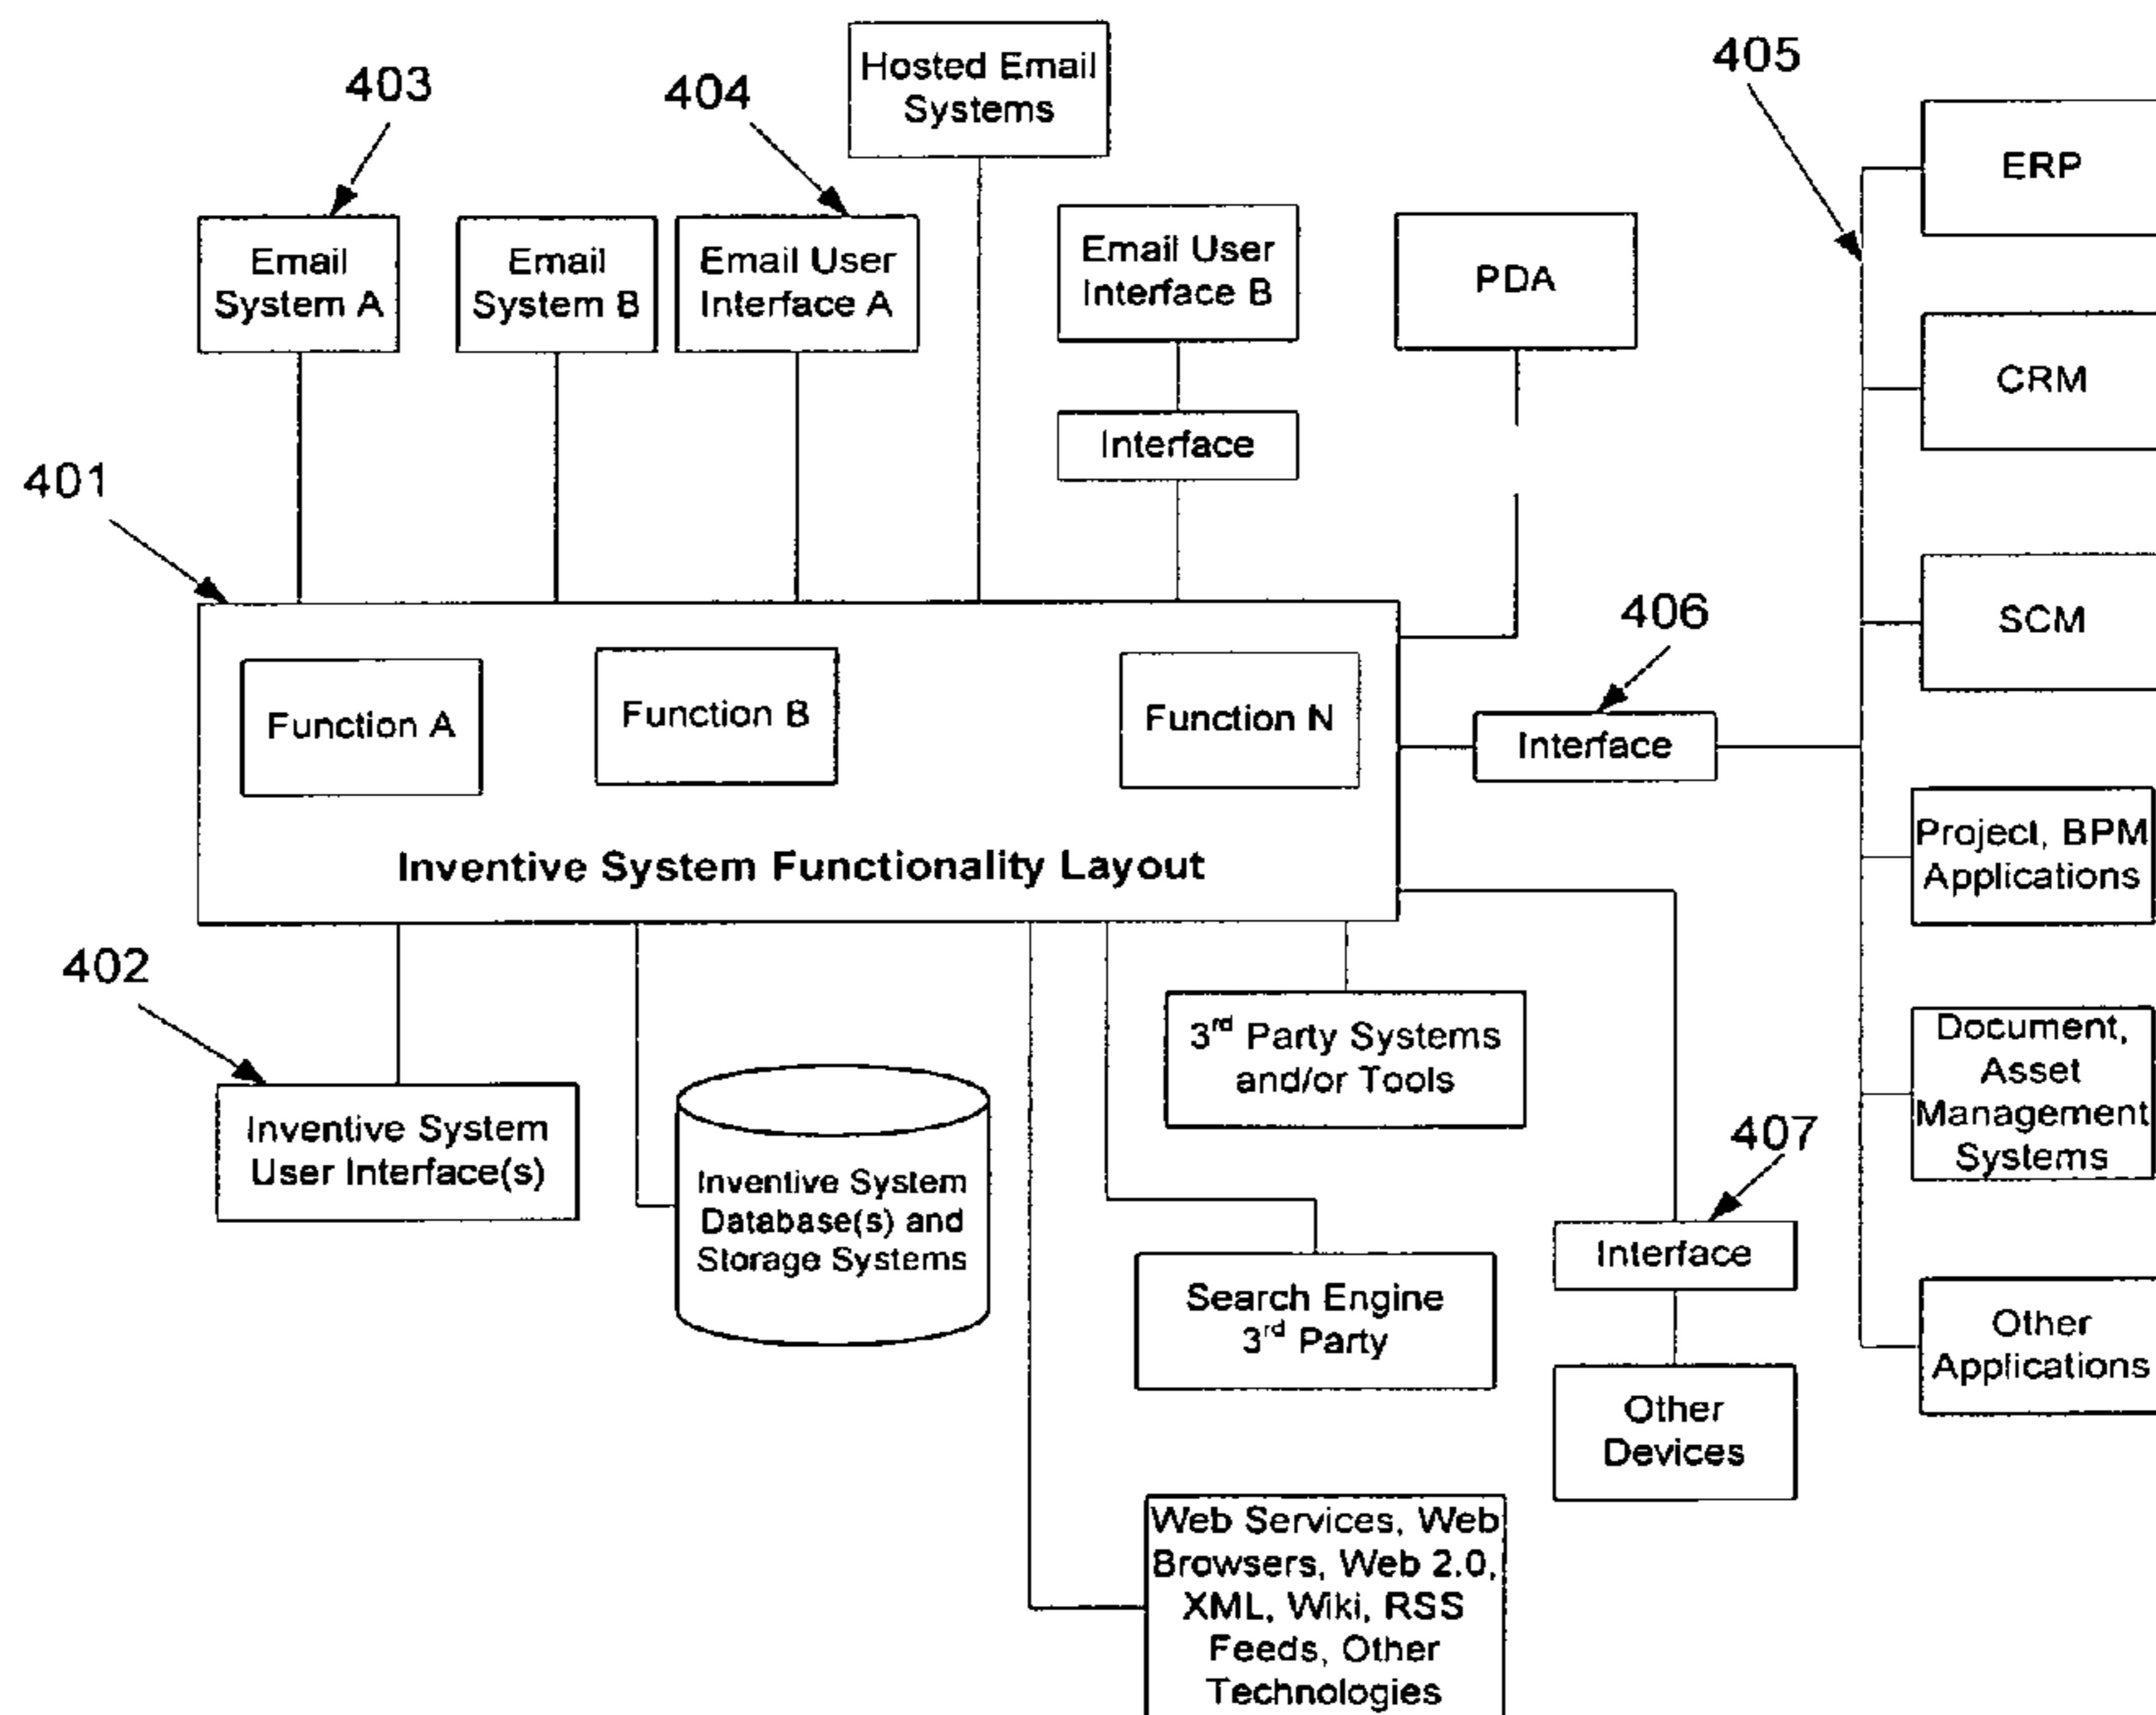 403
404
Hosted Email
Systems
405
ERP
Email
System A
Email
System B
Email User
Interface A
Email User
Interface B
PDA
CRM
Interface
401
406
SCM
Function A
Function B
Function N
Interface
Inventive System Functionality Layout
Project, BPM
Applications
402
Inventive System
User Interface(s)
Inventive System
Database(s) and
Storage Systems
3rd Party Systems
and/or Tools
Document,
Asset
Management
Systems
407
Interface
Search Engine
3rd Party
Other
Applications
Other
Devices
Web Services, Web
Browsers, Web 2.0,
XML, Wiki, RSS
Feeds, Other
Technologies